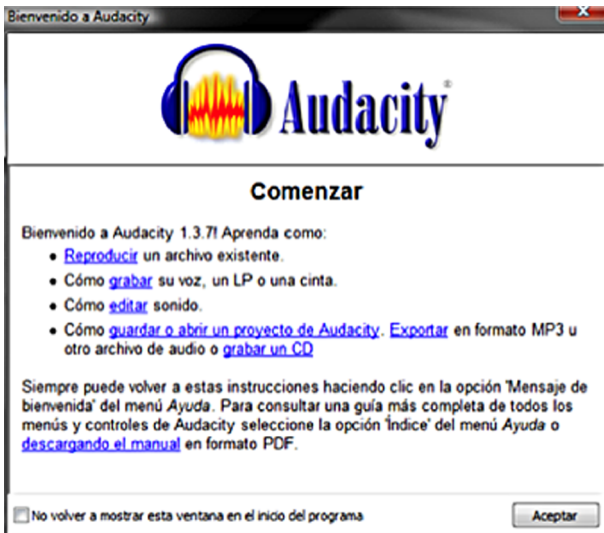 Bienvenido a Audacity
Audacity®
Comenzar
Bienvenido a Audacity 1.3.7! Aprenda como:
• Reproducir un archivo existente.
• Cómo grabar su voz, un LP o una cinta.
• Cómo editar sonido.
• Cómo guardar o abrir un proyecto de Audacity. Exportar en formato MP3 u
otro archivo de audio o grabar un CD
Siempre puede volver a estas instrucciones haciendo clic en la opción 'Mensaje de
bienvenida' del menú Ayuda. Para consultar una guía más completa de todos los
menús y controles de Audacity seleccione la opción 'Índice' del menú Ayuda o
descargando el manual en formato PDF.
No volver a mostrar esta ventana en el inicio del programa
Aceptar